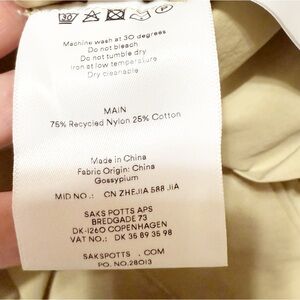 30
Machine wash at 30 degrees
Do not bleach
Do not tumble dry
Iron at low temperature
Dry cleanable
MAIN
75% Recycled Nylon 25% Cotton
Made in China
Fabric Origin: China
Gossypium
MID NO.: CN ZHEJIA 588 JIA
SAKS POTTS APS
BREDGADE 73
DK-1260 COPENHAGEN
VAT NO.: DK 36 89 35 98
SAKSPOTTS .COM
PO. NO. 28013